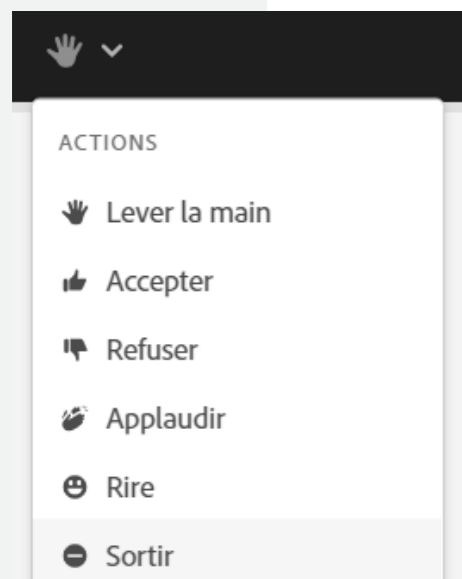 ACTIONS
Lever la main
Accepter
Refuser
Applaudir
Rire
Sortir